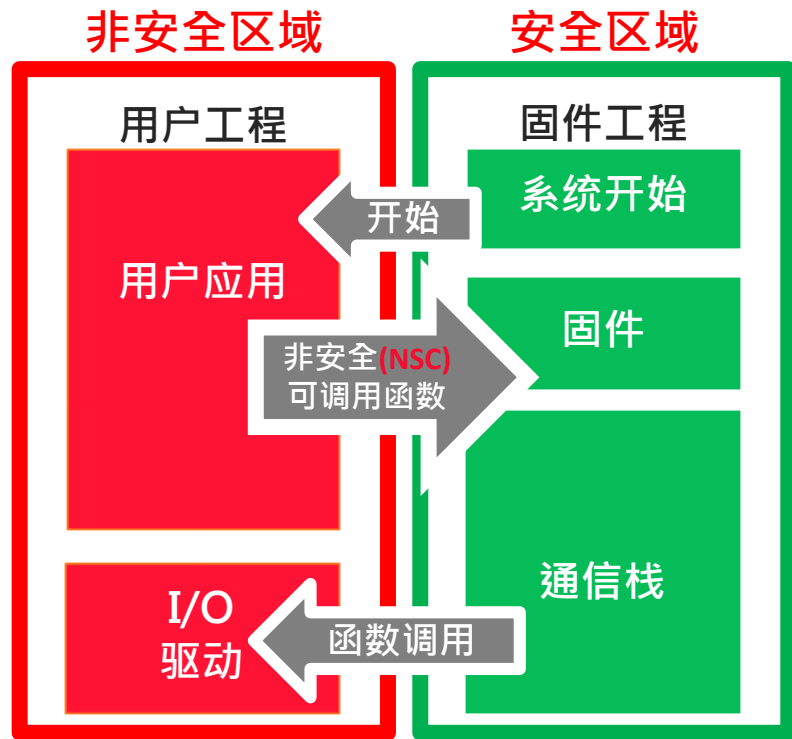 非安全区域
安全区域
用户工程
固件工程
系统开始
开始
用户应用
固件
非安全(NSC)
可调用函数
通信栈
I/O
驱动
函数调用